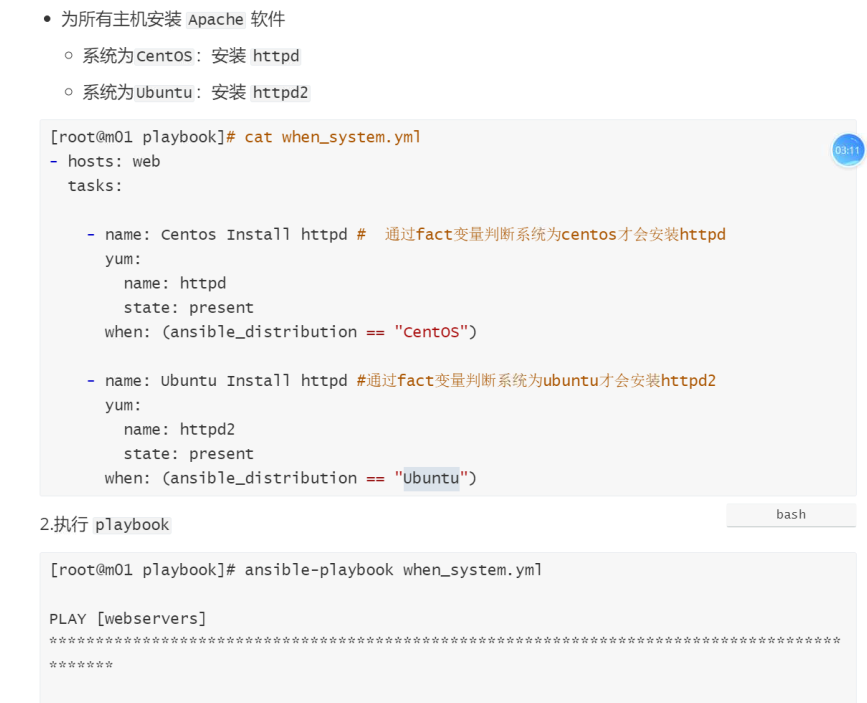 为所有主机安装 Apache 软件
系统为CentOS：安装 httpd
系统为Ubuntu：安装 httpd2
[root@m01 playbook]# cat when_system.yml
- hosts: web
  tasks:
    - name: Centos Install httpd #  通过fact变量判断系统为centos才会安装httpd
      yum:
        name: httpd
        state: present
      when: (ansible_distribution == "CentOS")
    - name: Ubuntu Install httpd #通过fact变量判断系统为ubuntu才会安装httpd2
      yum:
        name: httpd2
        state: present
      when: (ansible_distribution == "Ubuntu")
03:11
2.执行 playbook
bash
[root@m01 playbook]# ansible-playbook when_system.yml
PLAY [webservers]
*************************************************************************************
*******